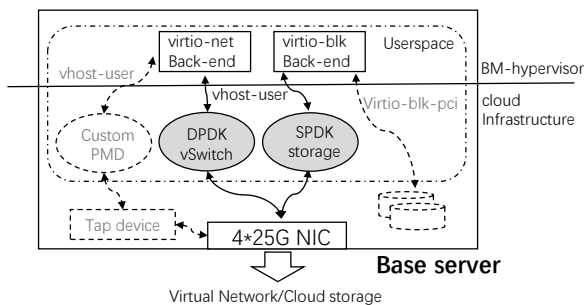 virtio-net
Back-end
virtio-blk
Back-end
Userspace
vhost-user
BM-hypervisor
vhost-user
Virtio-blk-pci
cloud
Infrastructure
Custom
PMD
DPDK
vSwitch
SPDK
storage
Tap device
4*25G NIC
Base server
Virtual Network/Cloud storage